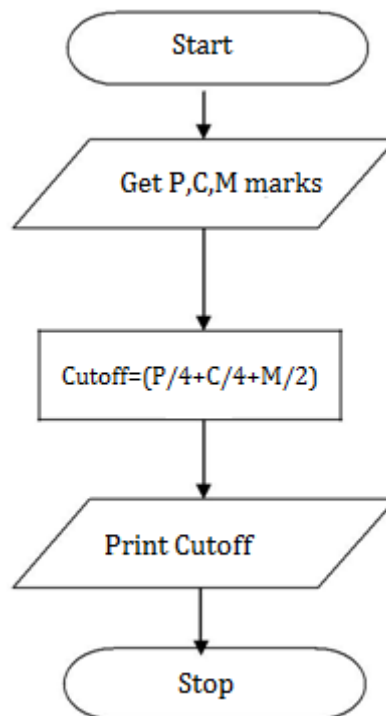 Start
Get P,C,M marks
Cutoff=(P/4+C/4+M/2)
Print Cutoff
Stop